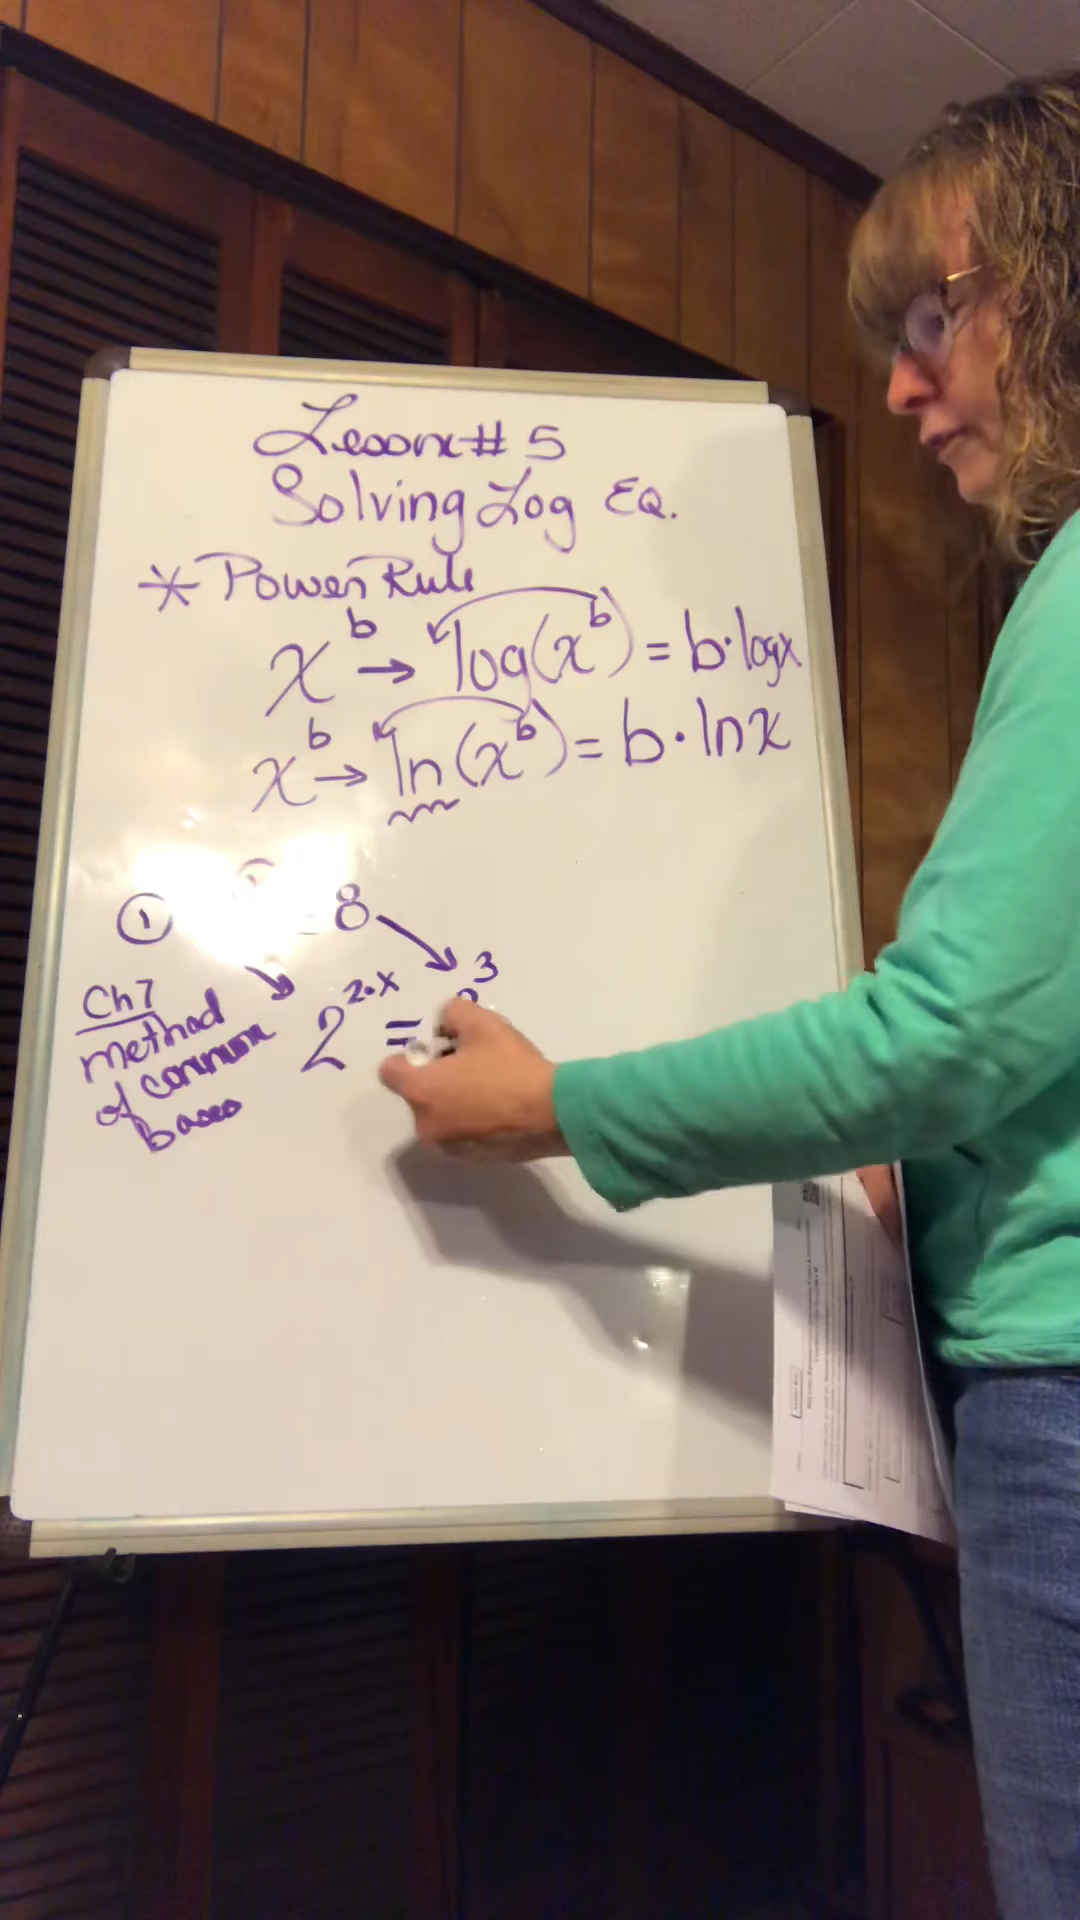 Lesson # 5
Solving Log EQ.
* Power Rule
x^b → log(x^b) = b·logx
x^b → ln(x^b) = b·lnx
① 8
2^2·x = 3
Ch7
method
of common
bases